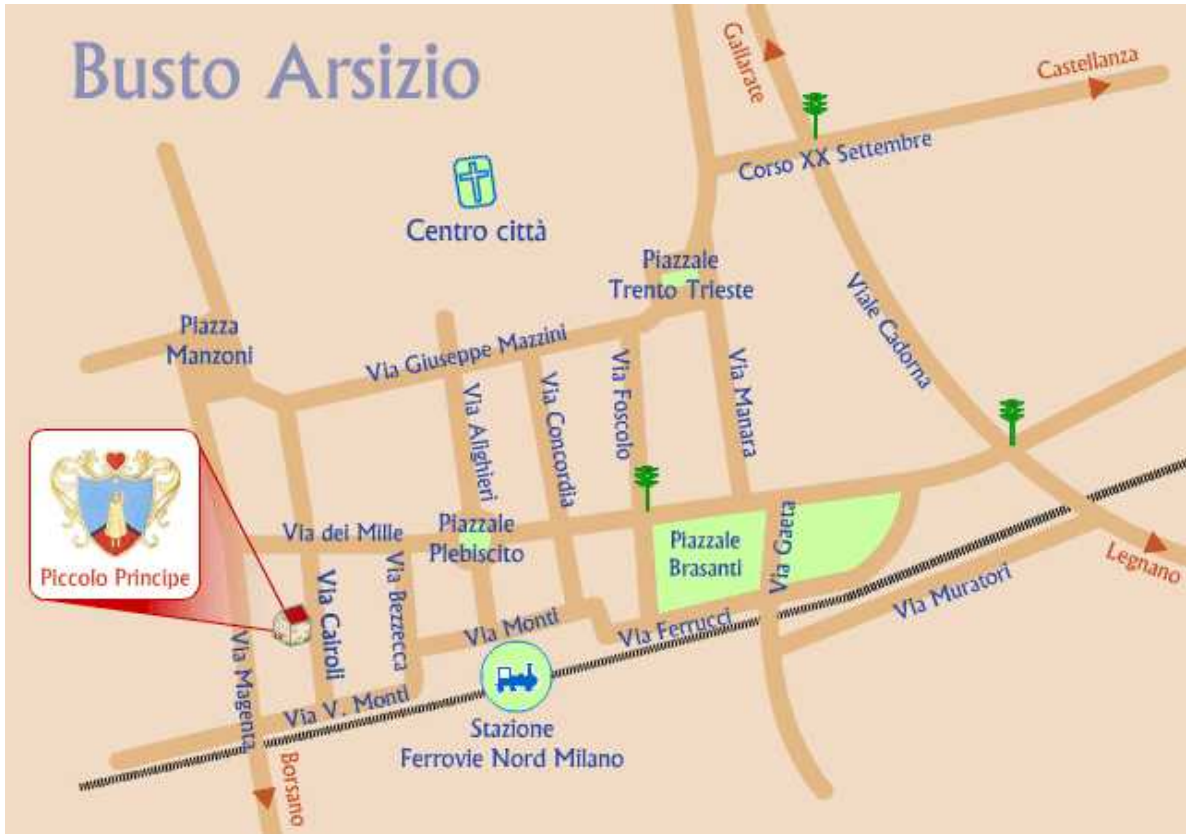 Busto Arsizio
Gallarate
Castellanza
Corso XX Settembre
Centro città
Piazzale
Trento Trieste
Viale Cadorna
Piazza
Manzoni
Via Giuseppe Mazzini
Via Alighieri
Via Concordia
Via Foscolo
Via Manara
Piccolo Principe
Via dei Mille
Piazzale
Plebiscito
Piazzale
Brasanti
Via Gaeta
Legnano
Via Muratori
Via Cairoli
Via Bezzecca
Via Monti
Via Ferrucci
Via Magenta
Via V. Monti
Stazione
Ferrovie Nord Milano
Borsano